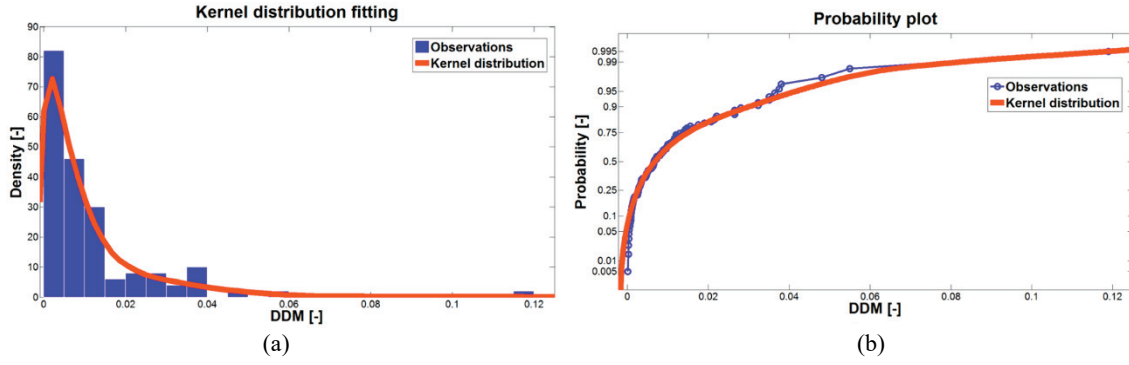 Kernel distribution fitting
90
80
70
60
50
40
30
20
10
0
Density [-]
Observations
Kernel distribution
0
0.02
0.04
0.06
0.08
0.1
0.12
DDM [-]
(a)
Probability plot
0.995
0.99
0.95
0.9
0.75
0.5
0.25
0.1
0.05
0.01
0.005
Probability [-]
Observations
Kernel distribution
0
0.02
0.04
0.06
0.08
0.1
0.12
DDM [-]
(b)